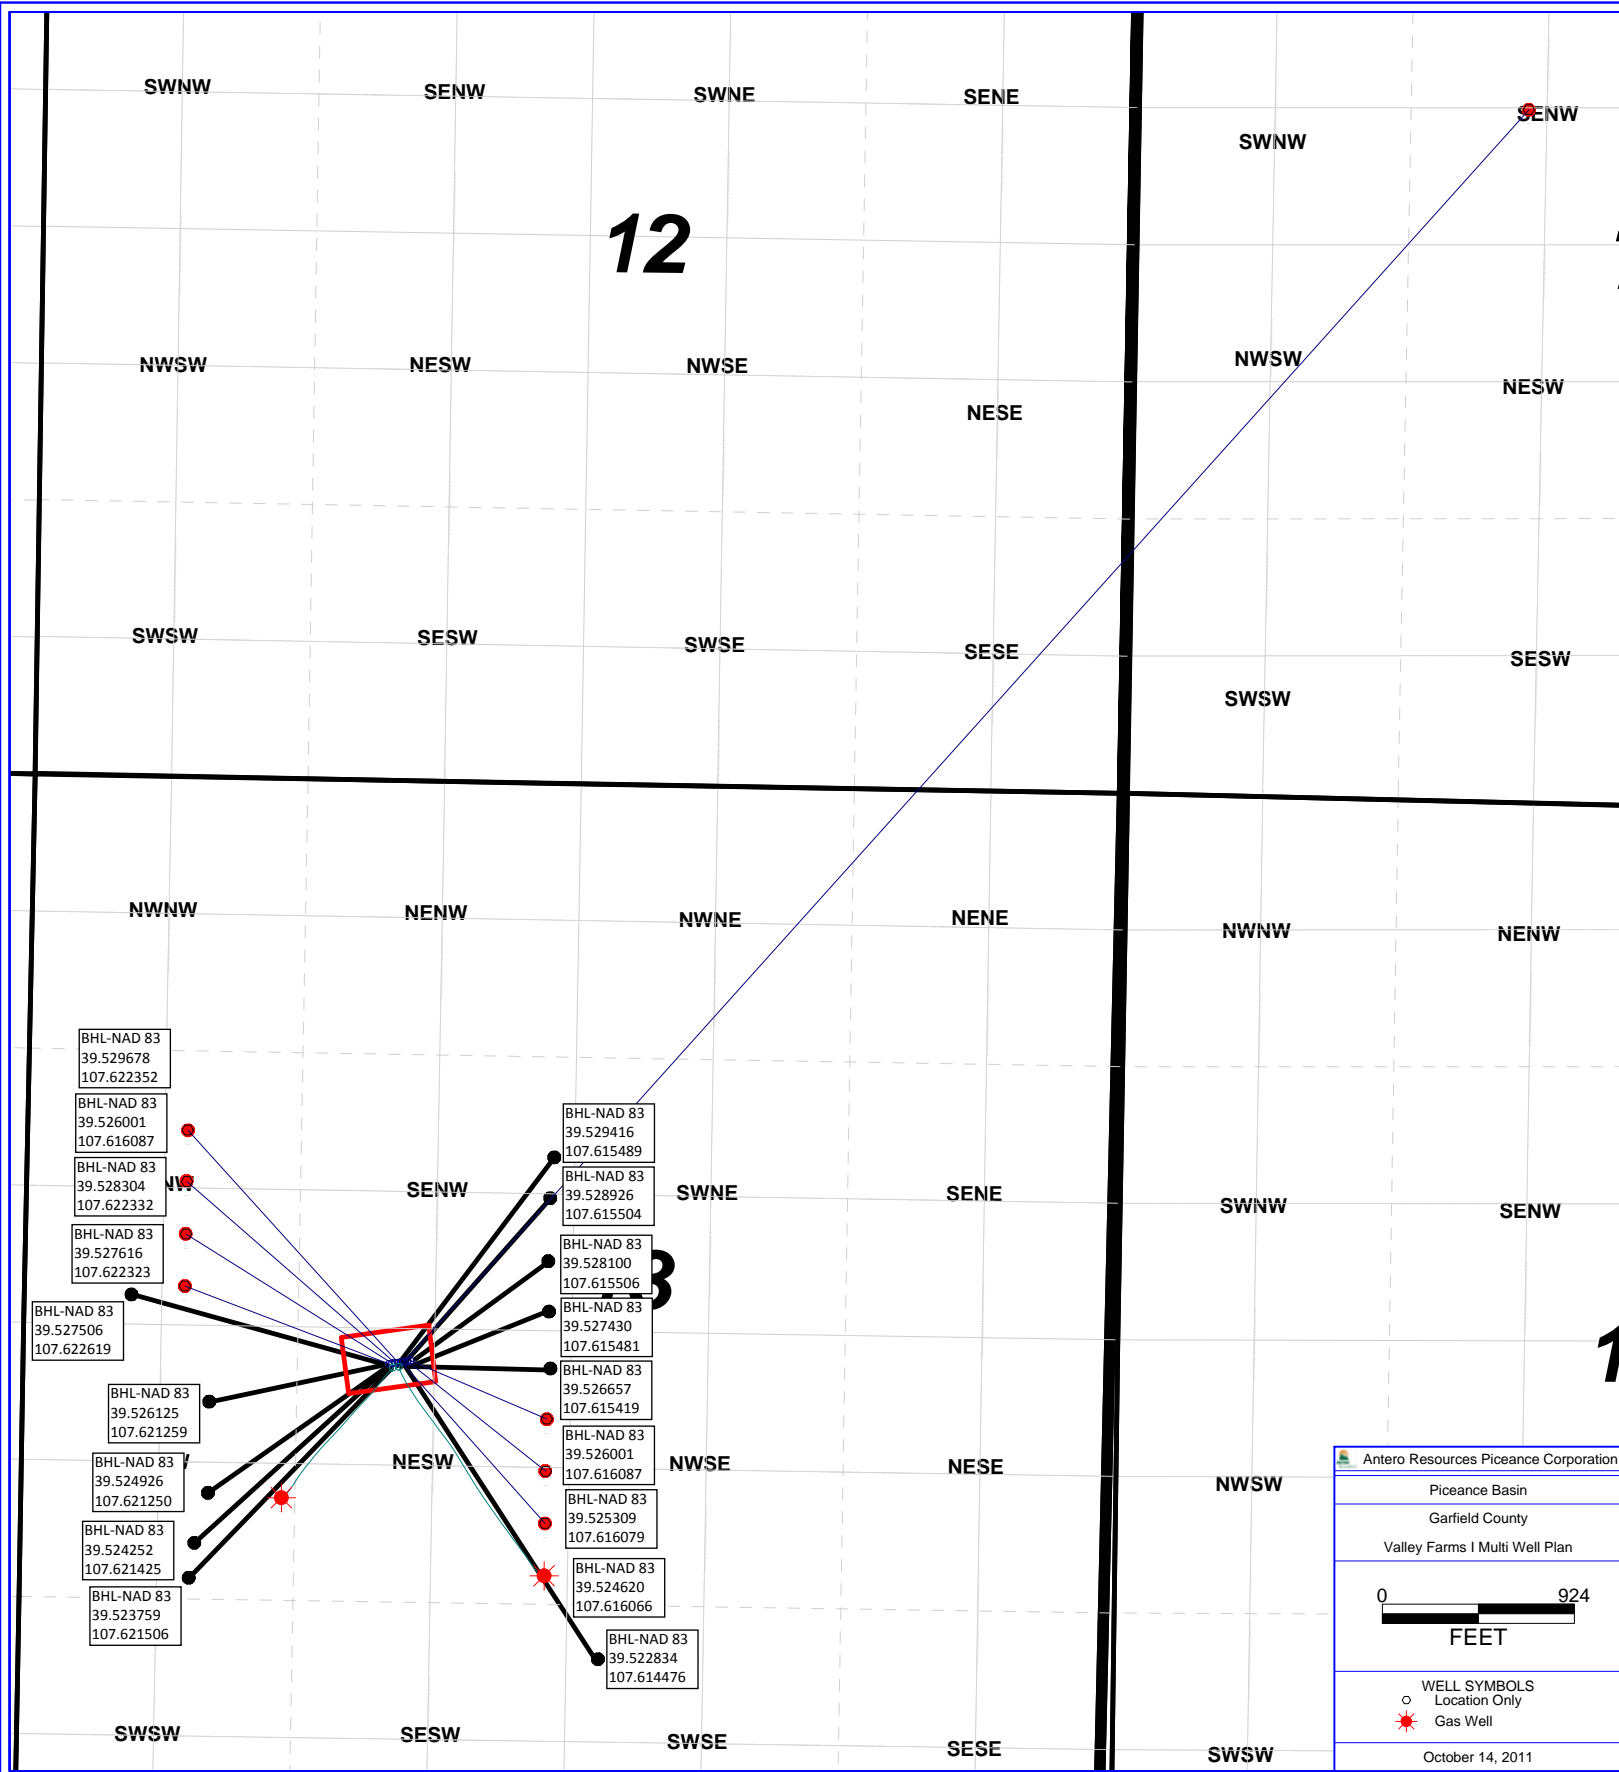 SWNW
SENW
SWNE
SENE
SWNW
SENW
12
NWSW
NESW
NWSE
NESE
NWSW
NESW
SWSW
SESW
SWSE
SESE
SWSW
SESW
NWNW
NENW
NWNE
NENE
NWNW
NENW
BHL-NAD 83
39.529678
107.622352
BHL-NAD 83
39.526001
107.616087
BHL-NAD 83
39.528304
107.622332
NW
BHL-NAD 83
39.527616
107.622323
BHL-NAD 83
39.527506
107.622619
BHL-NAD 83
39.526125
107.621259
BHL-NAD 83
39.524926
107.621250
BHL-NAD 83
39.524252
107.621425
BHL-NAD 83
39.523759
107.621506
SENW
BHL-NAD 83
39.529416
107.615489
BHL-NAD 83
39.528926
107.615504
BHL-NAD 83
39.528100
107.615506
3
BHL-NAD 83
39.527430
107.615481
BHL-NAD 83
39.526657
107.615419
BHL-NAD 83
39.526001
107.616087
BHL-NAD 83
39.525309
107.616079
BHL-NAD 83
39.524620
107.616066
BHL-NAD 83
39.522834
107.614476
SWNE
SENE
SWNW
SENW
1
NESW
NWSE
NESE
NWSW
SWSW
SESW
SWSE
SESE
SWSW
Antero Resources Piceance Corporation
Piceance Basin
Garfield County
Valley Farms I Multi Well Plan
0 924
FEET
WELL SYMBOLS
Location Only
Gas Well
October 14, 2011